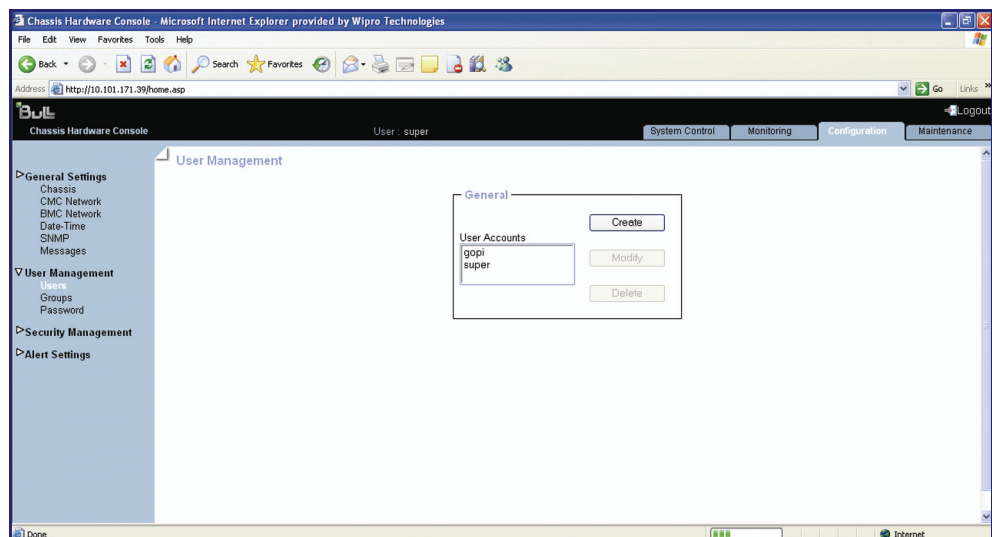 Chassis Hardware Console - Microsoft Internet Explorer provided by Wipro Technologies
File Edit View Favorites Tools Help
Back Search Favorites
Address http://10.101.171.39/home.asp Go Links »
Bull Logout
Chassis Hardware Console User : super System Control Monitoring Configuration Maintenance
User Management
General Settings
Chassis
CMC Network
BMC Network
Date-Time
SNMP
Messages
User Management
Users
Groups
Password
Security Management
Alert Settings
General
User Accounts
gopi
super
Create
Modify
Delete
Done Internet